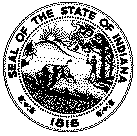 SEAL OF THE STATE OF INDIANA
1816